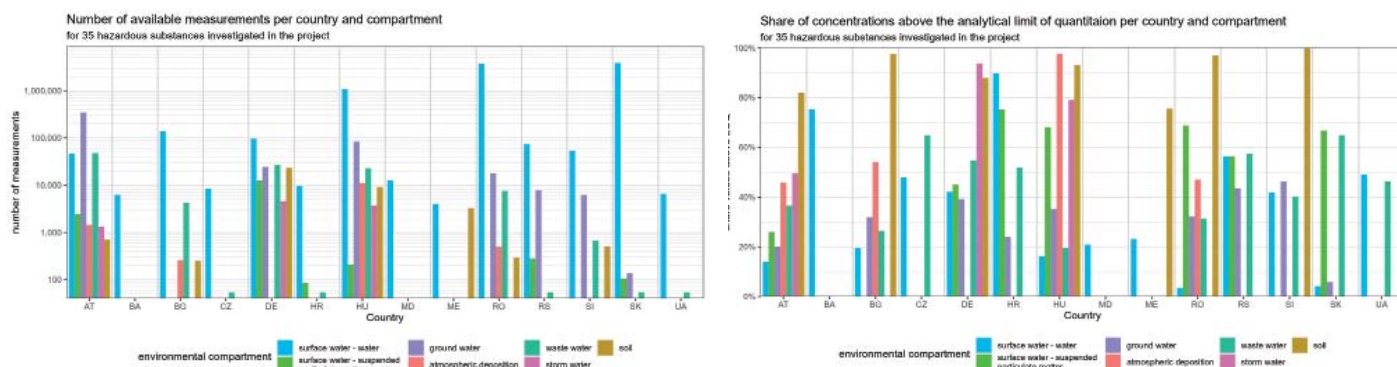 Number of available measurements per country and compartment
for 35 hazardous substances investigated in the project
number of measurements
1,000,000
100,000
10,000
1,000
100
AT BA BG CZ DE HR HU MD ME RO RS SI SK UA
Country
environmental compartment
surface water - water
surface water - suspended
ground water
atmospheric deposition
waste water
storm water
soil
Share of concentrations above the analytical limit of quantitaion per country and compartment
for 35 hazardous substances investigated in the project
100%
80%
60%
40%
20%
0%
AT BA BG CZ DE HR HU MD ME RO RS SI SK UA
Country
environmental compartment
surface water - water
surface water - suspended
particulate matter
ground water
atmospheric deposition
waste water
storm water
soil